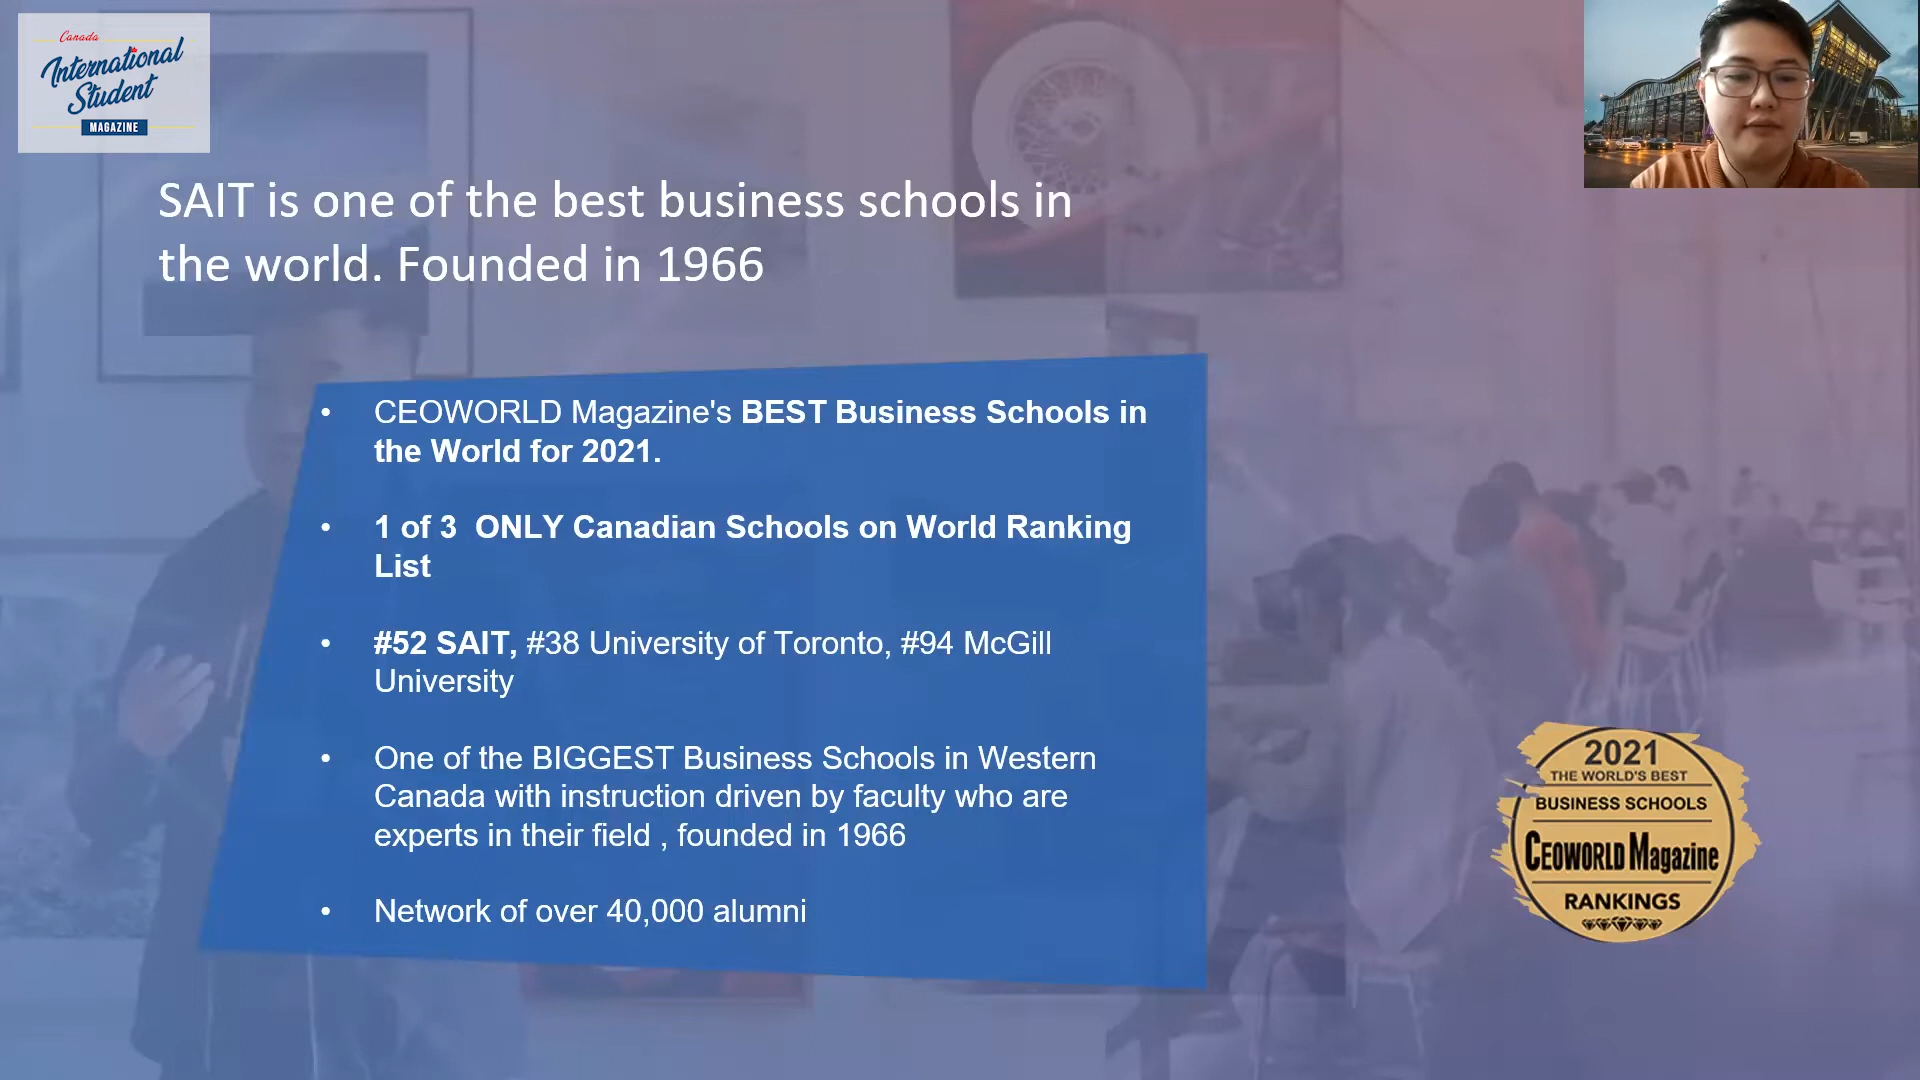 Canada
International
Student
MAGAZINE
SAIT is one of the best business schools in
the world. Founded in 1966
• CEOWORLD Magazine's BEST Business Schools in
the World for 2021.
• 1 of 3  ONLY Canadian Schools on World Ranking
List
• #52 SAIT, #38 University of Toronto, #94 McGill
University
• One of the BIGGEST Business Schools in Western
Canada with instruction driven by faculty who are
experts in their field , founded in 1966
• Network of over 40,000 alumni
2021
THE WORLD'S BEST
BUSINESS SCHOOLS
CEOWORLD Magazine
RANKINGS